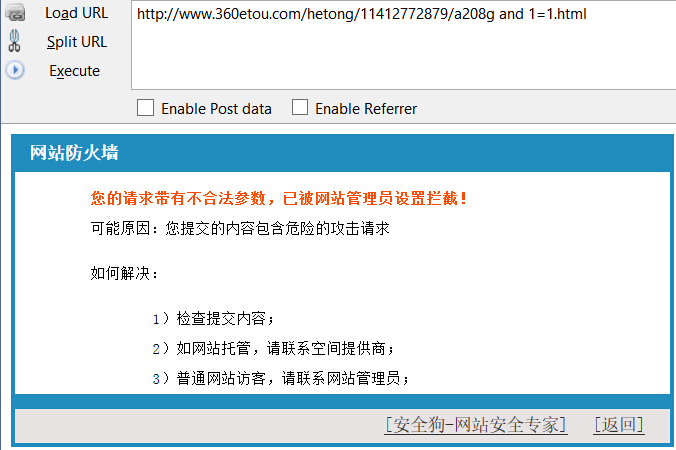 Load URL
http://www.360etou.com/hetong/11412772879/a208g and 1=1.html
Split URL
Execute
Enable Post data
Enable Referrer
网站防火墙
您的请求带有不合法参数，已被网站管理员设置拦截！
可能原因：您提交的内容包含危险的攻击请求
如何解决：
1）检查提交内容；
2）如网站托管，请联系空间提供商；
3）普通网站访客，请联系网站管理员；
[安全狗-网站安全专家] [返回]